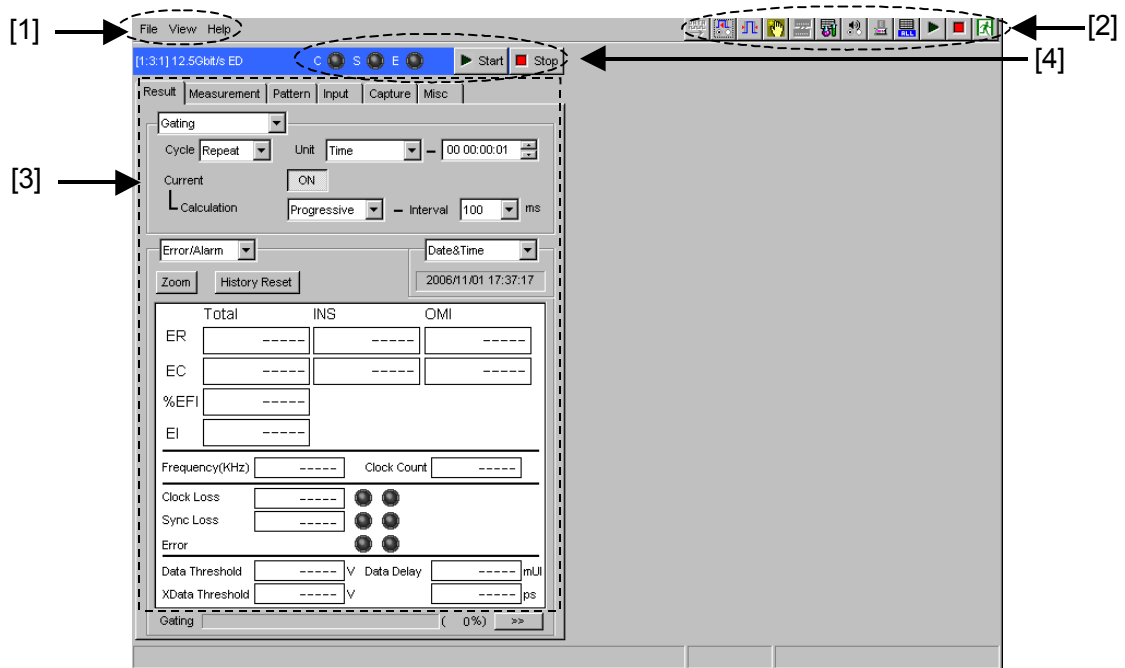 [1]
File View Help
ALL
[2]
[1:3:1] 12.5Gbit/s ED C S E Start Stop
[4]
Result Measurement Pattern Input Capture Misc
Gating
Cycle Repeat Unit Time – 00 00:00:01
[3]
Current ON
Calculation Progressive – Interval 100 ms
Error/Alarm Date&Time
Zoom History Reset 2006/11/01 17:37:17
Total INS OMI
ER ----- ----- -----
EC ----- ----- -----
%EFI -----
EI -----
Frequency(KHz) ----- Clock Count -----
Clock Loss -----
Sync Loss -----
Error
Data Threshold ----- V Data Delay ----- mUI
XData Threshold ----- V ----- ps
Gating ( 0%) >>